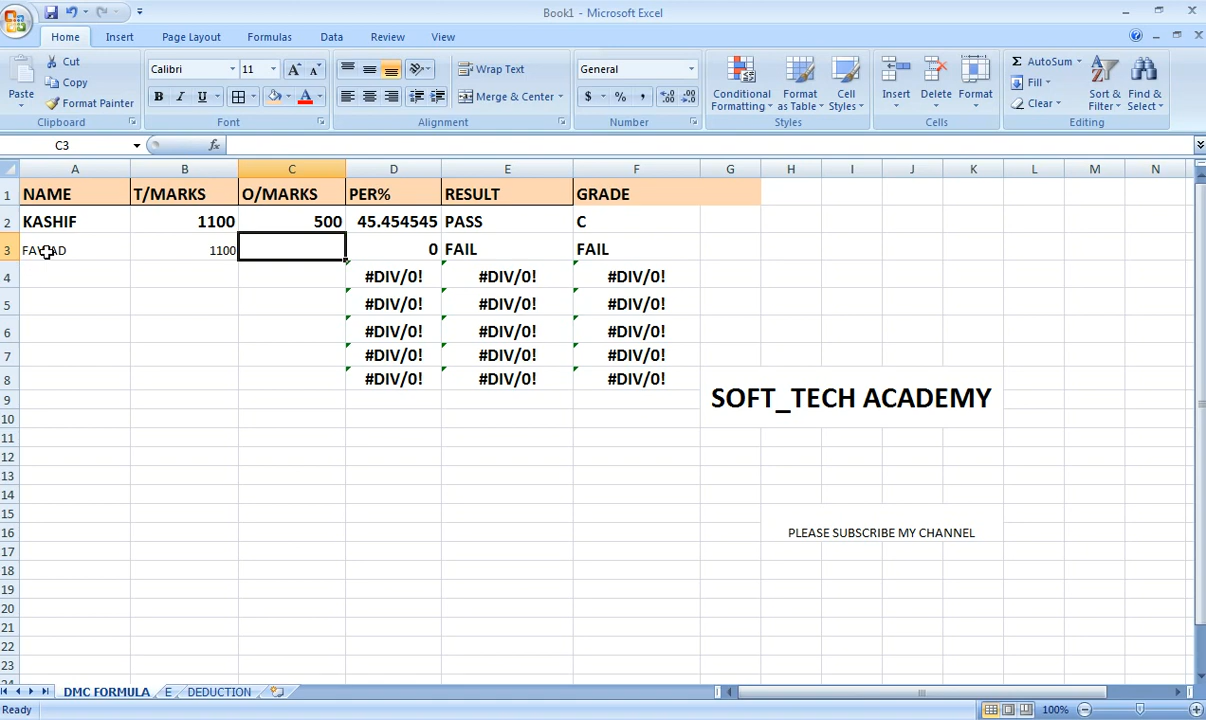 Book1 - Microsoft Excel
Home Insert Page Layout Formulas Data Review View
Cut
Copy
Format Painter
Paste
Calibri 11
B I U
Wrap Text
Merge & Center
General
$ % ,
Conditional Formatting
Format as Table
Cell Styles
Insert Delete Format
Σ AutoSum
Fill
Clear
Sort & Filter
Find & Select
Clipboard Font Alignment Number Styles Cells Editing
C3 fx
A B C D E F G H I J K L M N
1 NAME T/MARKS O/MARKS PER% RESULT GRADE
2 KASHIF 1100 500 45.454545 PASS C
3 1100 0 FAIL FAIL
4 #DIV/0! #DIV/0! #DIV/0!
5 #DIV/0! #DIV/0! #DIV/0!
6 #DIV/0! #DIV/0! #DIV/0!
7 #DIV/0! #DIV/0! #DIV/0!
8 #DIV/0! #DIV/0! #DIV/0!
9 SOFT_TECH ACADEMY
10
11
12
13
14
15
16 PLEASE SUBSCRIBE MY CHANNEL
17
18
19
20
21
22
23
DMC FORMULA E DEDUCTION
Ready 100%